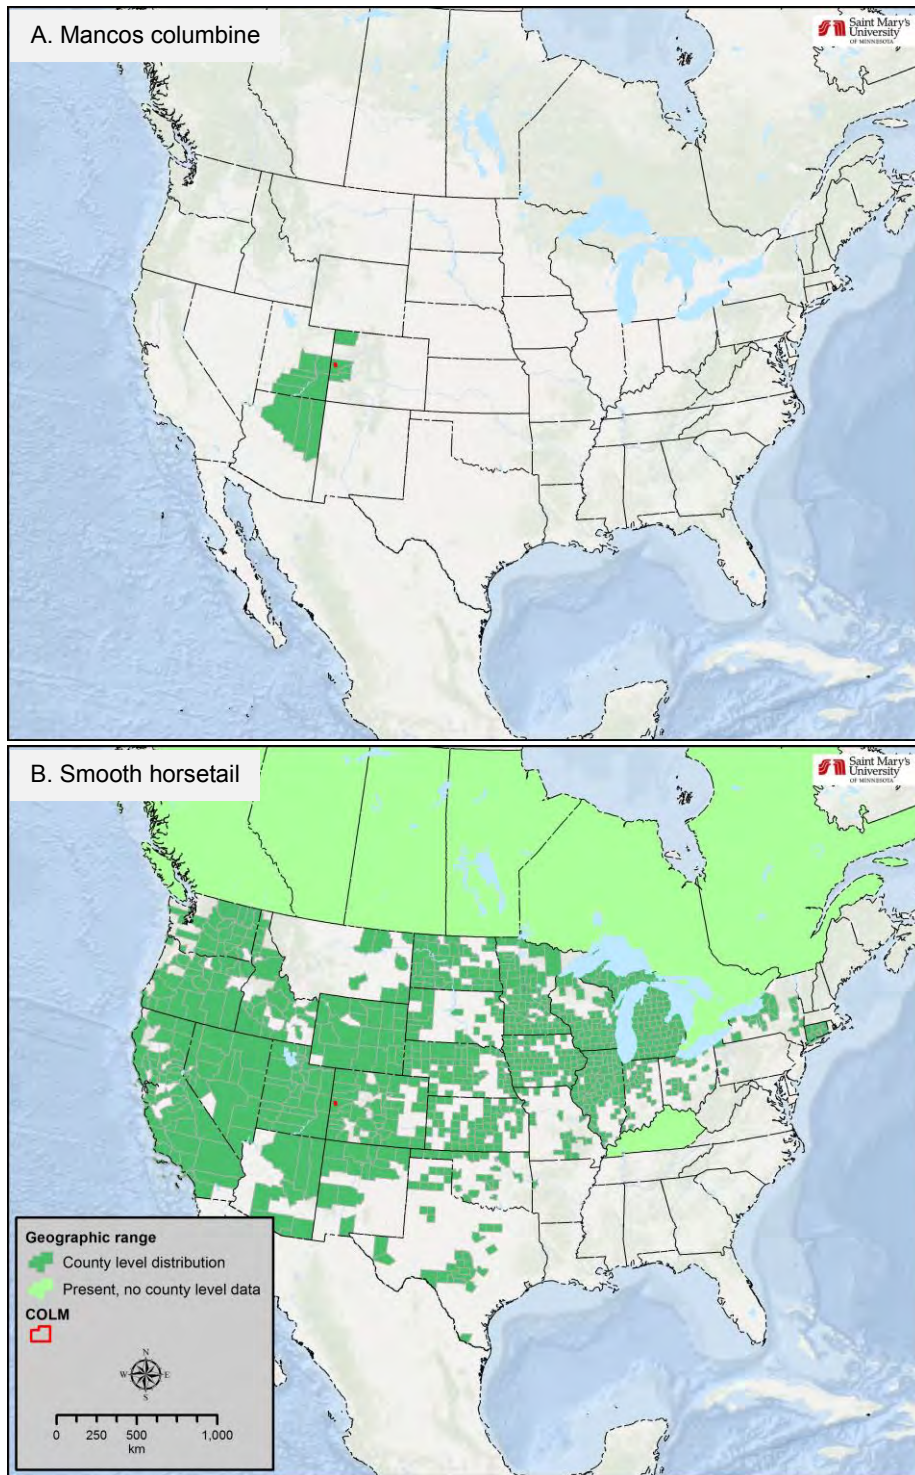 A. Mancos columbine
Saint Mary's
University
OF MINNESOTA
B. Smooth horsetail
Saint Mary's
University
OF MINNESOTA
Geographic range
County level distribution
Present, no county level data
COLM
N
W E
S
0 250 500 1,000
km